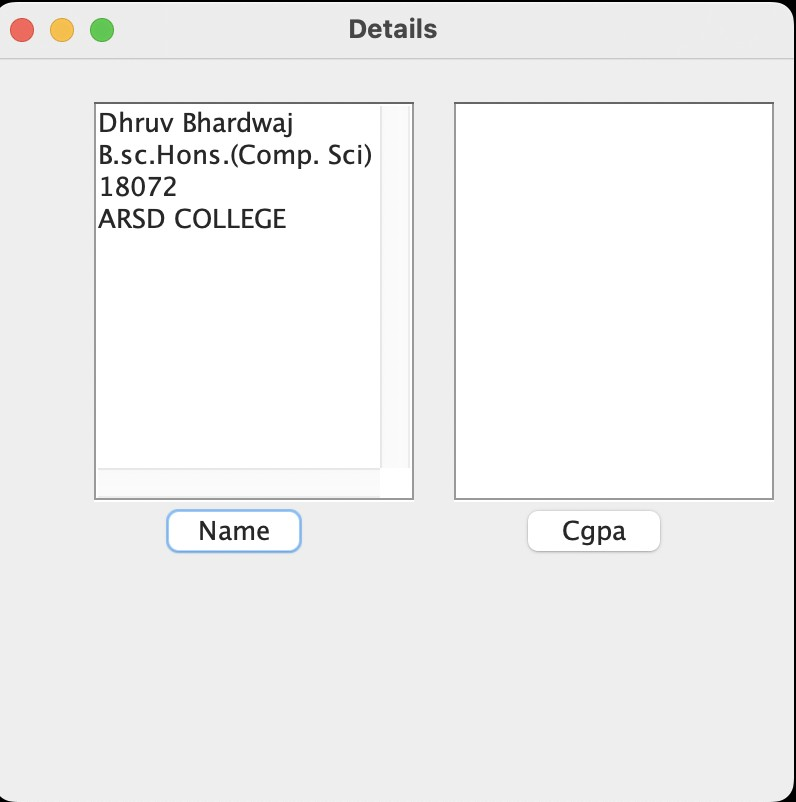 Details
Dhruv Bhardwaj
B.sc.Hons.(Comp. Sci)
18072
ARSD COLLEGE
Name
Cgpa